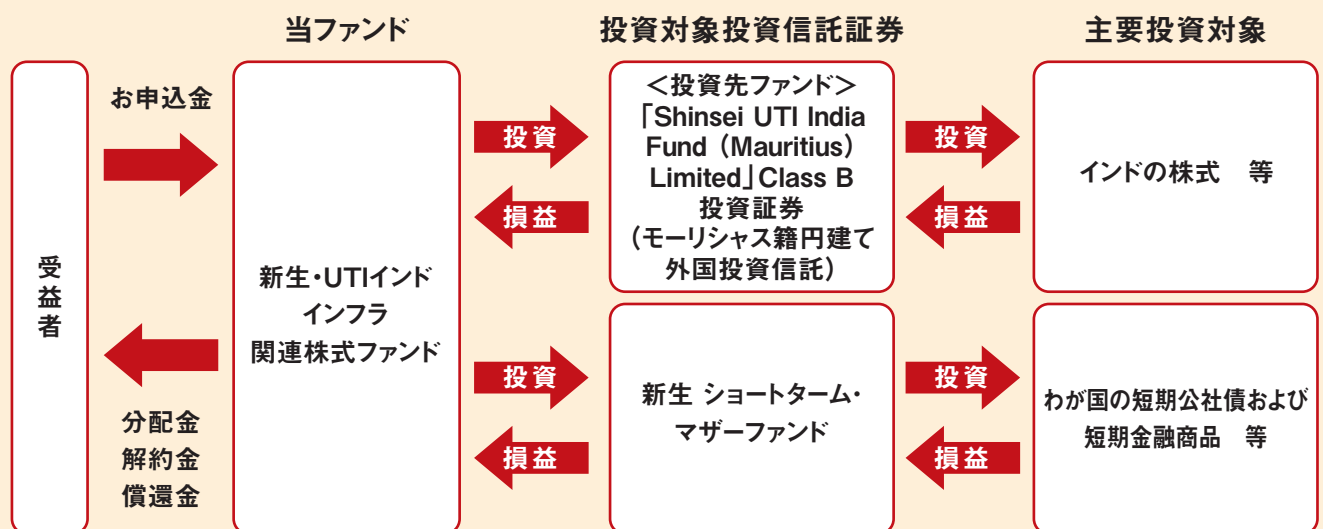 当ファンド
投資対象投資信託証券
主要投資対象
受益者
お申込金
分配金
解約金
償還金
新生・UTIインド
インフラ
関連株式ファンド
投資
損益
＜投資先ファンド＞
「Shinsei UTI India
Fund（Mauritius）
Limited」Class B
投資証券
（モーリシャス籍円建て
外国投資信託）
投資
損益
インドの株式　等
投資
損益
新生 ショートターム・
マザーファンド
投資
損益
わが国の短期公社債および
短期金融商品　等